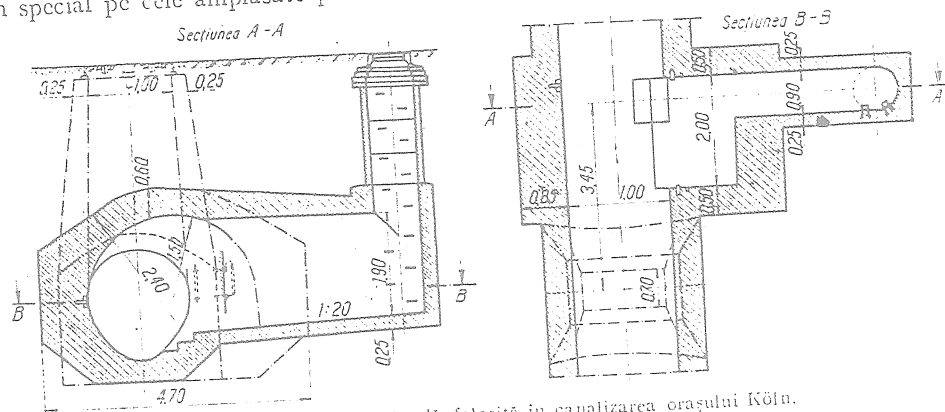 special pe cele amplasate
Secțiunea A-A
Secțiunea B-B
0,25
1,00
0,25
0,60
1,50
2,40
1,90
1:20
0,25
4,70
B
B
0,50
0,25
A
A
2,00
0,90
0,25
3,45
0,85
1,00
0,50
folosită în canalizarea orașului Köln.